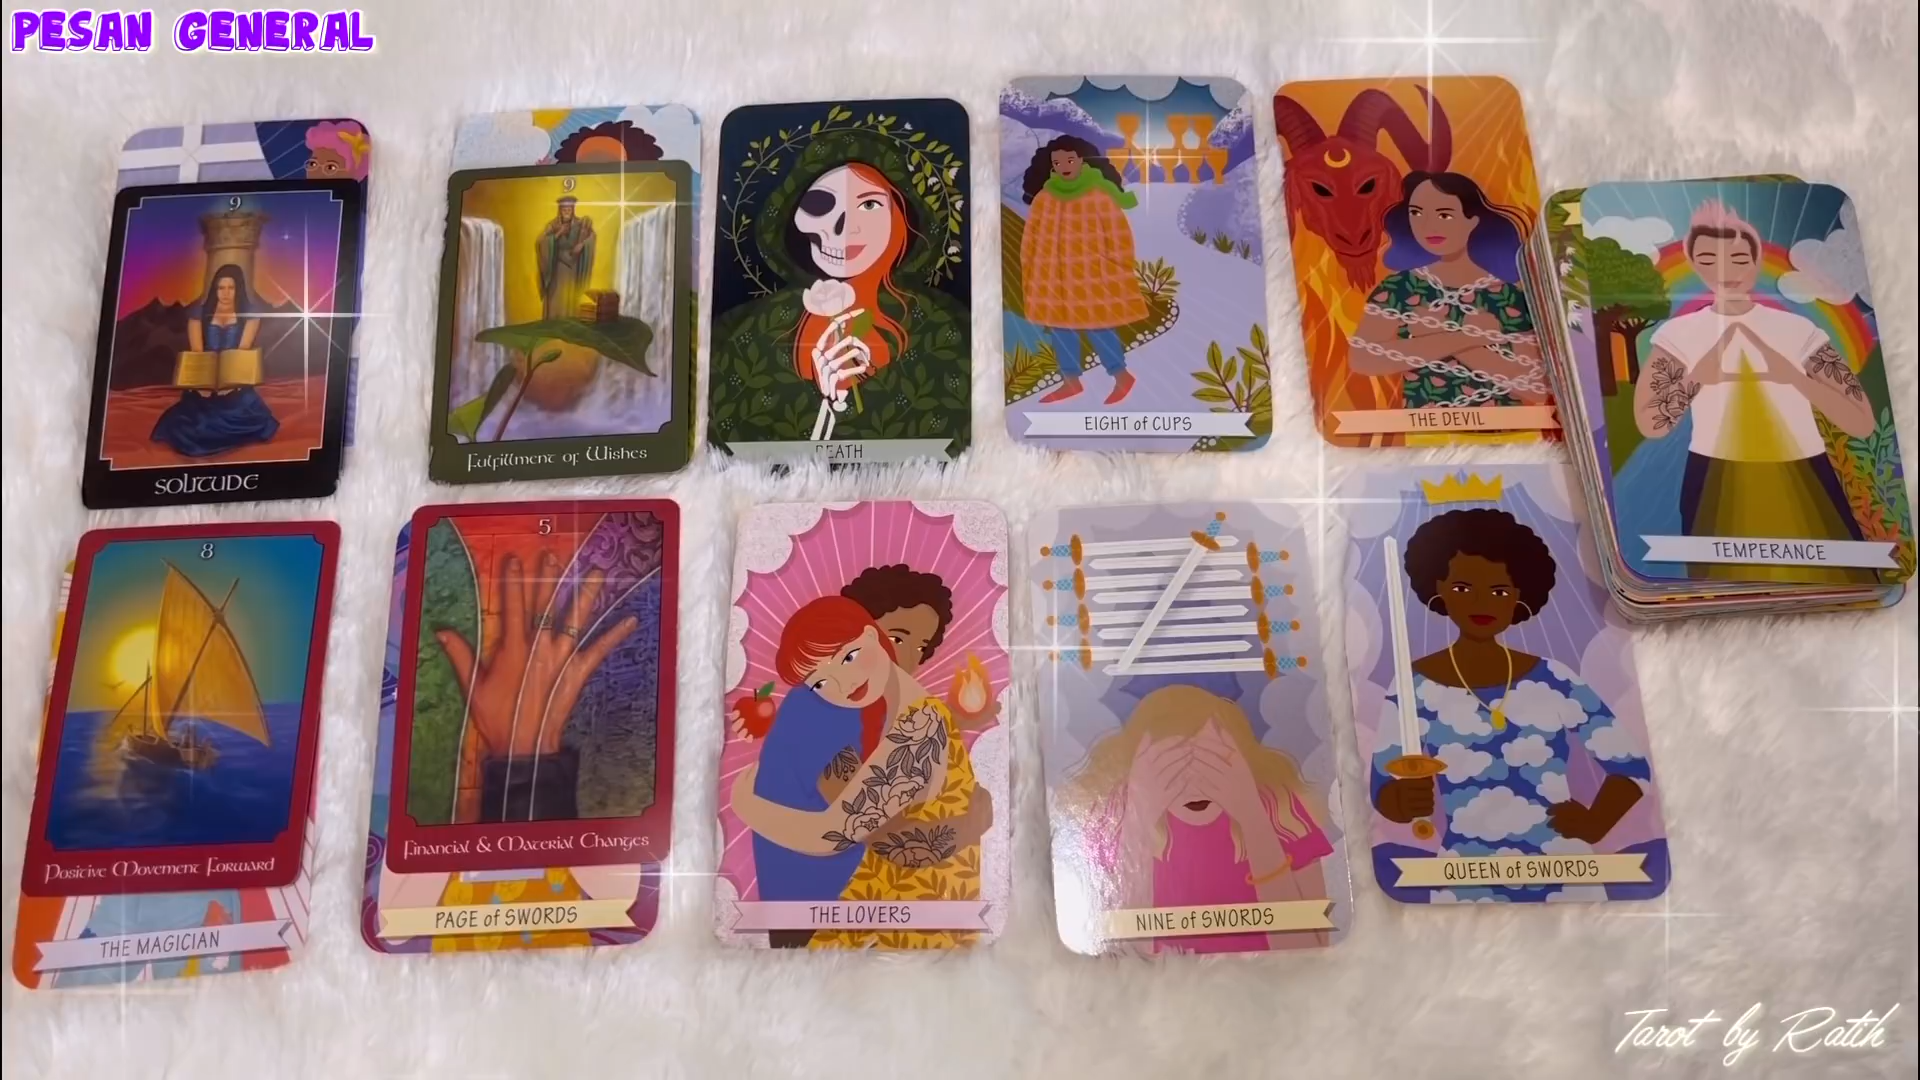 PESAN GENERAL
9
SOLITUDE
9
Fulfillment of Wishes
DEATH
EIGHT of CUPS
THE DEVIL
TEMPERANCE
8
Positive Movement Forward
THE MAGICIAN
5
Financial & Material Changes
PAGE of SWORDS
THE LOVERS
NINE of SWORDS
QUEEN of SWORDS
Tarot by Ratih